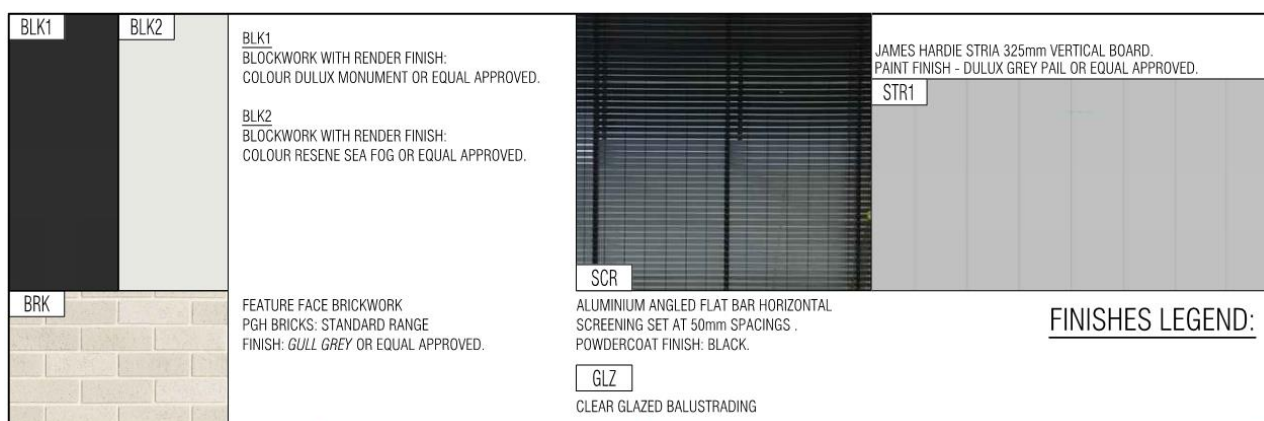 BLK1
BLK2
BLK1
BLOCKWORK WITH RENDER FINISH:
COLOUR DULUX MONUMENT OR EQUAL APPROVED.
BLK2
BLOCKWORK WITH RENDER FINISH:
COLOUR RESENE SEA FOG OR EQUAL APPROVED.
SCR
JAMES HARDIE STRIA 325mm VERTICAL BOARD.
PAINT FINISH - DULUX GREY PAIL OR EQUAL APPROVED.
STR1
BRK
FEATURE FACE BRICKWORK
PGH BRICKS: STANDARD RANGE
FINISH: GULL GREY OR EQUAL APPROVED.
ALUMINIUM ANGLED FLAT BAR HORIZONTAL
SCREENING SET AT 50mm SPACINGS .
POWDERCOAT FINISH: BLACK.
GLZ
CLEAR GLAZED BALUSTRADING
FINISHES LEGEND: